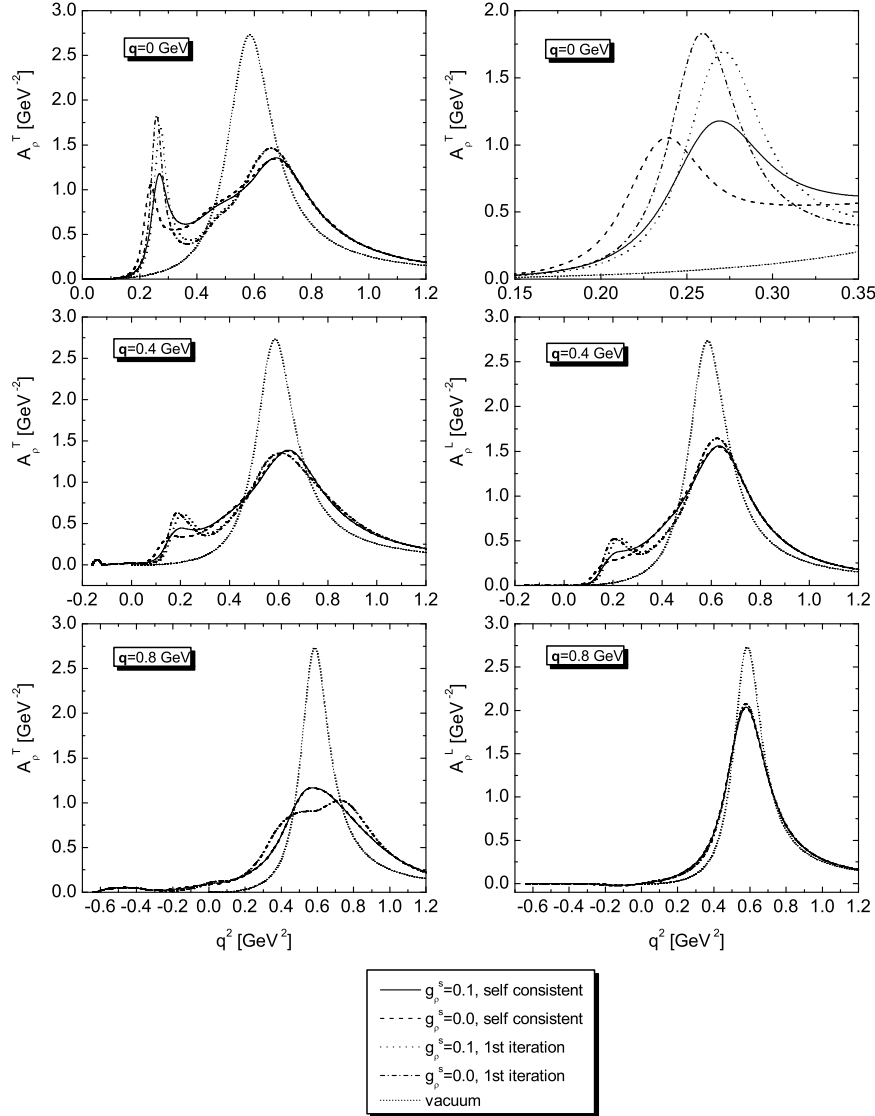 q=0 GeV
A_ρ^T [GeV^-2]
3.0
2.5
2.0
1.5
1.0
0.5
0.0
0.0 0.2 0.4 0.6 0.8 1.0 1.2
q=0 GeV
A_ρ^T [GeV^-2]
2.0
1.5
1.0
0.5
0.0
0.15 0.20 0.25 0.30 0.35
q=0.4 GeV
A_ρ^T [GeV^-2]
3.0
2.5
2.0
1.5
1.0
0.5
0.0
-0.2 0.0 0.2 0.4 0.6 0.8 1.0 1.2
q=0.4 GeV
A_ρ^L [GeV^-2]
3.0
2.5
2.0
1.5
1.0
0.5
0.0
-0.2 0.0 0.2 0.4 0.6 0.8 1.0 1.2
q=0.8 GeV
A_ρ^T [GeV^-2]
3.0
2.5
2.0
1.5
1.0
0.5
0.0
-0.6 -0.4 -0.2 0.0 0.2 0.4 0.6 0.8 1.0 1.2
q^2 [GeV^2]
q=0.8 GeV
A_ρ^L [GeV^-2]
3.0
2.5
2.0
1.5
1.0
0.5
0.0
-0.6 -0.4 -0.2 0.0 0.2 0.4 0.6 0.8 1.0 1.2
q^2 [GeV^2]
g_ρ^s=0.1, self consistent
g_ρ^s=0.0, self consistent
g_ρ^s=0.1, 1st iteration
g_ρ^s=0.0, 1st iteration
vacuum